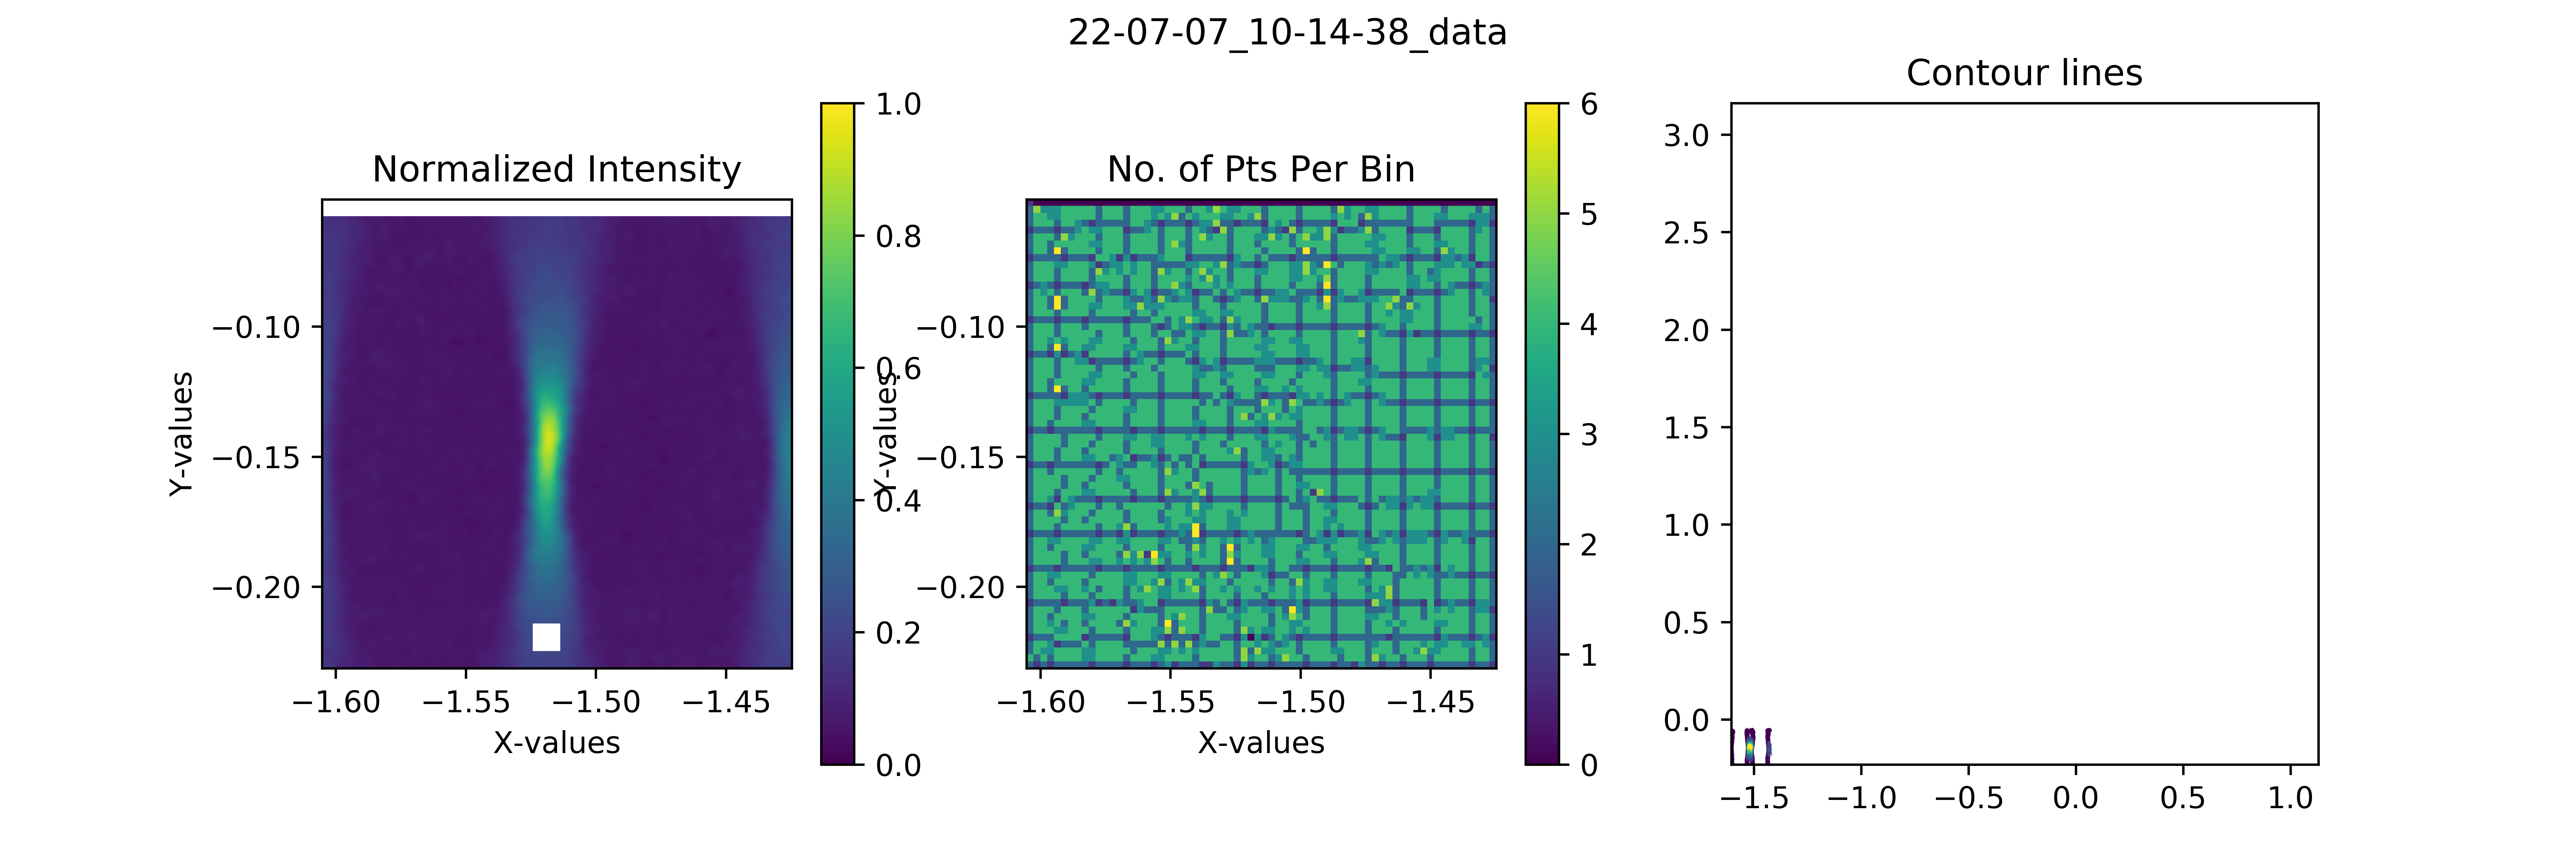 22-07-07_10-14-38_data
Normalized Intensity
Y-values
−0.10
−0.15
−0.20
−1.60 −1.55 −1.50 −1.45
X-values
1.0
0.8
0.6
0.4
0.2
0.0
No. of Pts Per Bin
Y-values
−0.10
−0.15
−0.20
−1.60 −1.55 −1.50 −1.45
X-values
6
5
4
3
2
1
0
Contour lines
3.0
2.5
2.0
1.5
1.0
0.5
0.0
−1.5 −1.0 −0.5 0.0 0.5 1.0